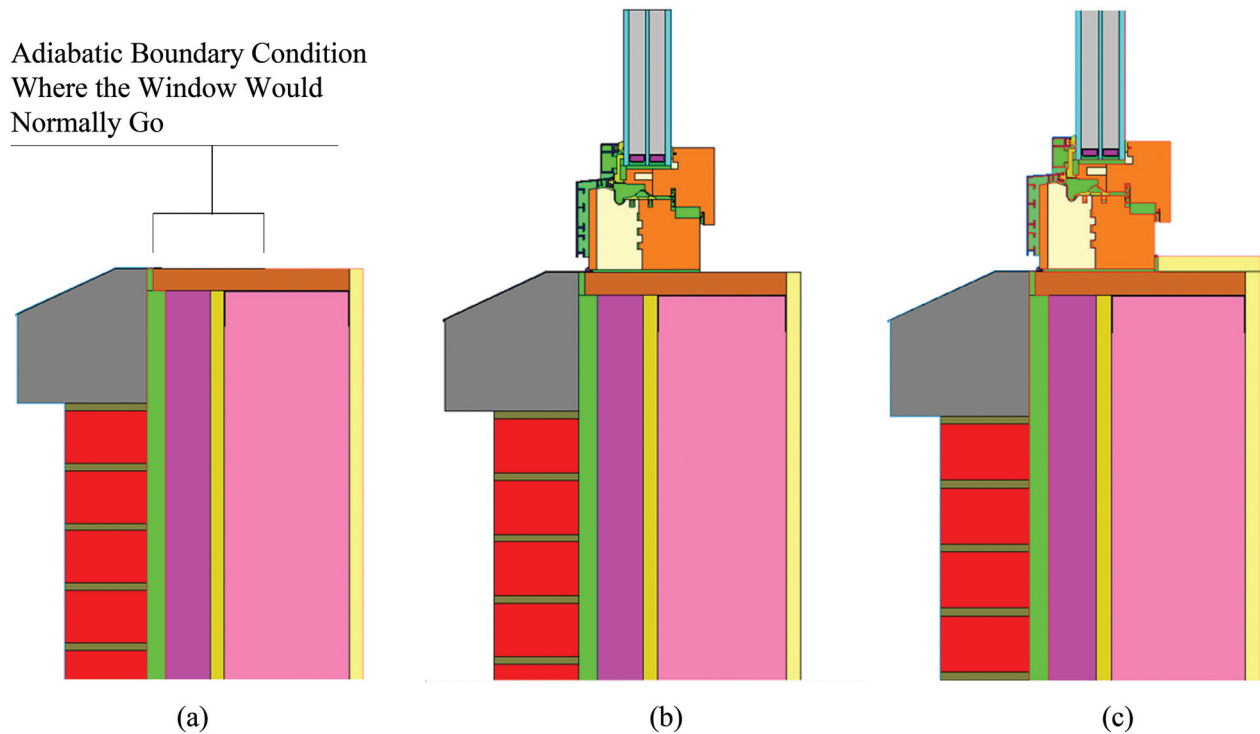 Adiabatic Boundary Condition
Where the Window Would
Normally Go
(a)
(b)
(c)